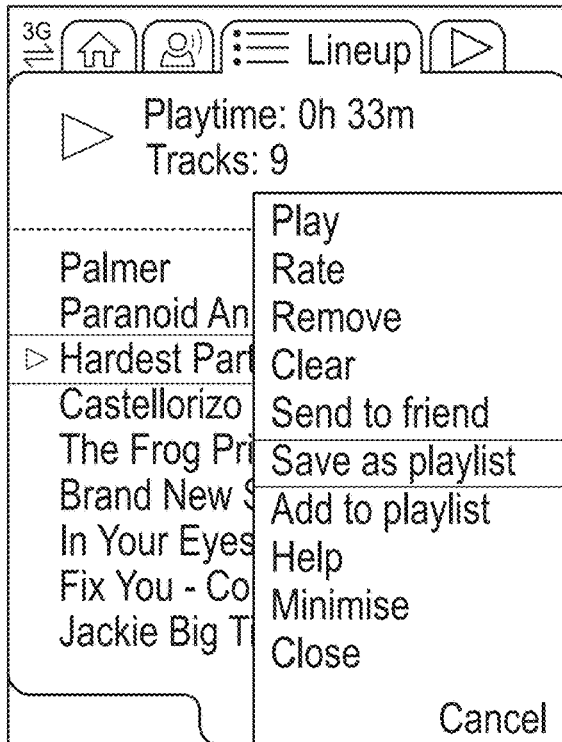 3G
Lineup
Playtime: 0h 33m
Tracks: 9
Palmer
Paranoid An
Hardest Part
Castellorizo
The Frog Pri
Brand New S
In Your Eyes
Fix You - Co
Jackie Big T
Play
Rate
Remove
Clear
Send to friend
Save as playlist
Add to playlist
Help
Minimise
Close
Cancel